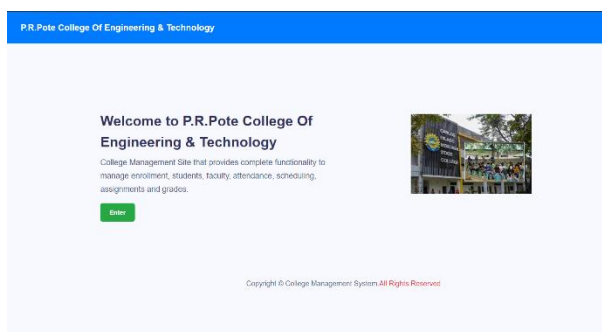 P.R.Pote College Of Engineering & Technology
Welcome to P.R.Pote College Of
Engineering & Technology
College Management Site that provides complete functionality to
manage enrollment, students, faculty, attendance, scheduling,
assignments and grades.
Enter
Copyright © College Management System.All Rights Reserved